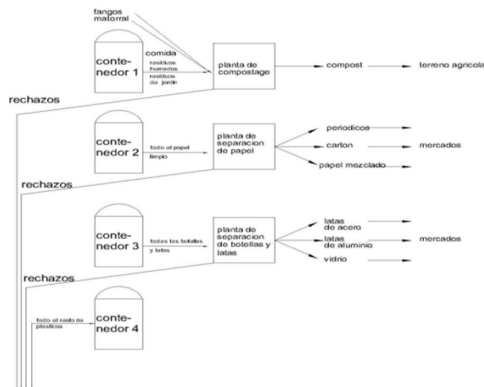 fangos
matorral
comida
conte-
nedor 1
residuos
humedos
residuos
de jardin
planta de
compostage
compost
terreno agricola
rechazos
conte-
nedor 2
todo el papel
limpio
planta de
separacion
de papel
periodicos
carton
papel mezclado
mercados
rechazos
conte-
nedor 3
todas las botallas
y latas
planta de
separacion
de botellas y
latas
latas
de acero
latas
de aluminio
vidrio
mercados
rechazos
todo el resto de
plasticos
conte-
nedor 4